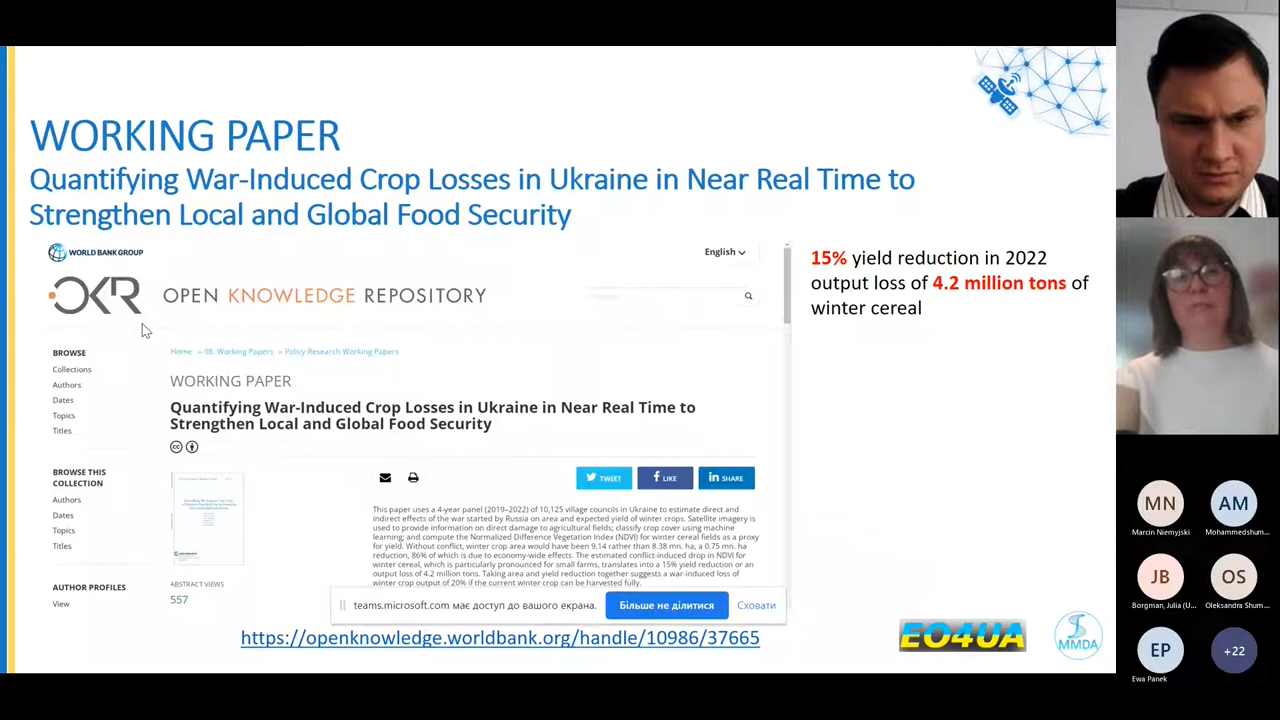 WORKING PAPER
Quantifying War-Induced Crop Losses in Ukraine in Near Real Time to
Strengthen Local and Global Food Security
WORLD BANK GROUP
English
OKR OPEN KNOWLEDGE REPOSITORY
BROWSE
Collections
Authors
Dates
Topics
Titles
BROWSE THIS
COLLECTION
Authors
Dates
Topics
Titles
AUTHOR PROFILES
View
Home » 08. Working Papers » Policy Research Working Papers
WORKING PAPER
Quantifying War-Induced Crop Losses in Ukraine in Near Real Time to
Strengthen Local and Global Food Security
cc
TWEET
LIKE
in SHARE
ABSTRACT VIEWS
557
This paper uses a 4-year panel (2019–2022) of 10,125 village councils in Ukraine to estimate direct and
indirect effects of the war started by Russia on area and expected yield of winter crops. Satellite imagery is
used to provide information on direct damage to agricultural fields; classify crop cover using machine
learning; and compute the Normalized Difference Vegetation Index (NDVI) for winter cereal fields as a proxy
for yield. Without conflict, winter crop area would have been 9.14 rather than 8.38 mn. ha, a 0.75 mn. ha
reduction, 86% of which is due to economy-wide effects. The estimated conflict-induced drop in NDVI for
winter cereal, which is particularly pronounced for small farms, translates into a 15% yield reduction or an
output loss of 4.2 million tons. Taking area and yield reduction together suggests a war-induced loss of
winter crop output of 20% if the current winter crop can be harvested fully.
teams.microsoft.com має доступ до вашого екрана.
Більше не ділитися
Сховати
https://openknowledge.worldbank.org/handle/10986/37665
15% yield reduction in 2022
output loss of 4.2 million tons of
winter cereal
EO4UA
MMDA
MN
Marcin Niemyjski
AM
Mohammedshum...
JB
Borgman, Julia (U...
OS
Oleksandra Shum...
EP
Ewa Panek
+22